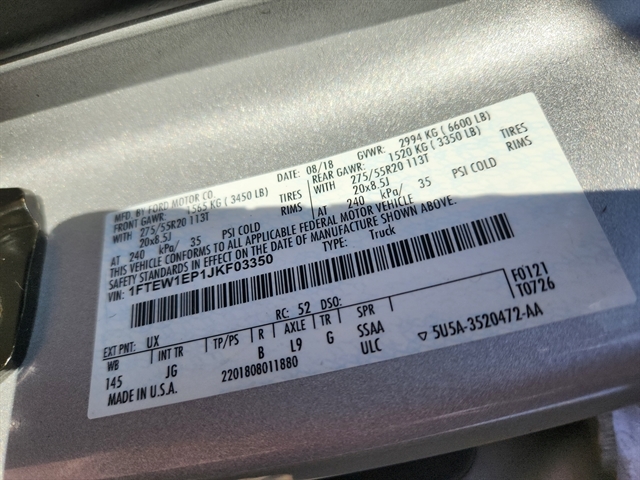 MFD. BY FORD MOTOR CO.
DATE: 08/18 GVWR: 2994 KG ( 6600 LB)
FRONT GAWR: 1565 KG ( 3450 LB) REAR GAWR: 1520 KG ( 3350 LB)
WITH 275/55R20 113T TIRES WITH 275/55R20 113T TIRES
20x8.5J RIMS 20x8.5J RIMS
AT 240 kPa/ 35 PSI COLD AT 240 kPa/ 35 PSI COLD
THIS VEHICLE CONFORMS TO ALL APPLICABLE FEDERAL MOTOR VEHICLE
SAFETY STANDARDS IN EFFECT ON THE DATE OF MANUFACTURE SHOWN ABOVE.
VIN: 1FTEW1EP1JKF03350 TYPE: Truck
F0121
T0726
EXT PNT: UX RC: 52 DSO:
WB INT TR TP/PS R AXLE TR SPR
145 JG B L9 G SSAA
ULC
▽ 5U5A-3520472-AA
MADE IN U.S.A. 2201808011880